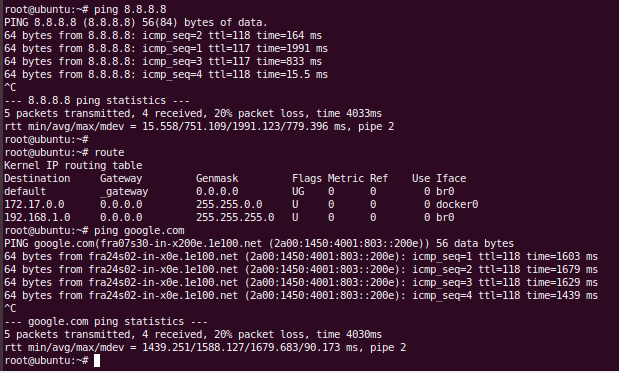 root@ubuntu:~# ping 8.8.8.8
PING 8.8.8.8 (8.8.8.8) 56(84) bytes of data.
64 bytes from 8.8.8.8: icmp_seq=2 ttl=118 time=164 ms
64 bytes from 8.8.8.8: icmp_seq=1 ttl=117 time=1991 ms
64 bytes from 8.8.8.8: icmp_seq=3 ttl=117 time=833 ms
64 bytes from 8.8.8.8: icmp_seq=4 ttl=118 time=15.5 ms
^C
--- 8.8.8.8 ping statistics ---
5 packets transmitted, 4 received, 20% packet loss, time 4033ms
rtt min/avg/max/mdev = 15.558/751.109/1991.123/779.396 ms, pipe 2
root@ubuntu:~#
root@ubuntu:~# route
Kernel IP routing table
Destination     Gateway         Genmask         Flags Metric Ref    Use Iface
default         _gateway        0.0.0.0         UG    0      0        0 br0
172.17.0.0      0.0.0.0         255.255.0.0     U     0      0        0 docker0
192.168.1.0     0.0.0.0         255.255.255.0   U     0      0        0 br0
root@ubuntu:~# ping google.com
PING google.com(fra07s30-in-x200e.1e100.net (2a00:1450:4001:803::200e)) 56 data bytes
64 bytes from fra24s02-in-x0e.1e100.net (2a00:1450:4001:803::200e): icmp_seq=1 ttl=118 time=1603 ms
64 bytes from fra24s02-in-x0e.1e100.net (2a00:1450:4001:803::200e): icmp_seq=2 ttl=118 time=1679 ms
64 bytes from fra24s02-in-x0e.1e100.net (2a00:1450:4001:803::200e): icmp_seq=3 ttl=118 time=1629 ms
64 bytes from fra24s02-in-x0e.1e100.net (2a00:1450:4001:803::200e): icmp_seq=4 ttl=118 time=1439 ms
^C
--- google.com ping statistics ---
5 packets transmitted, 4 received, 20% packet loss, time 4030ms
rtt min/avg/max/mdev = 1439.251/1588.127/1679.683/90.173 ms, pipe 2
root@ubuntu:~#